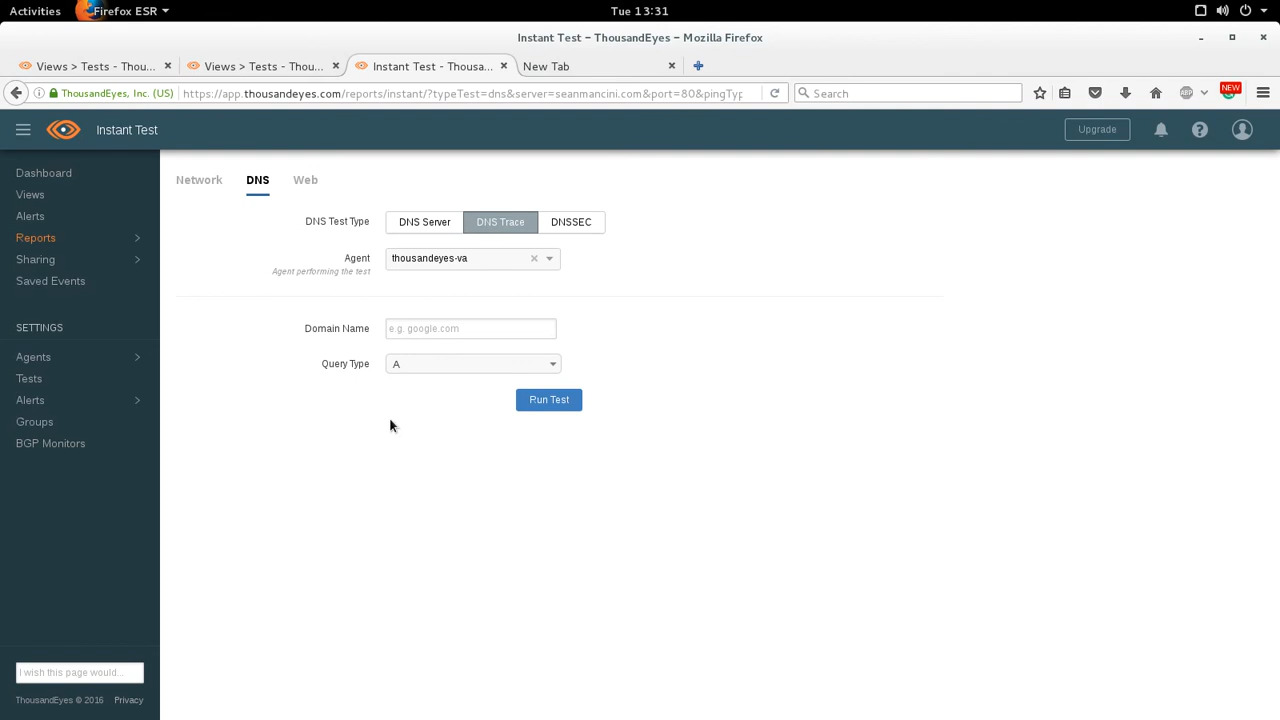 Activities
Firefox ESR
Tue 13:31
Instant Test – ThousandEyes – Mozilla Firefox
Views > Tests - Thou...
Views > Tests - Thou...
Instant Test - Thousa...
New Tab
ThousandEyes, Inc. (US)
https://app.thousandeyes.com/reports/instant/?typeTest=dns&server=seanmancini.com&port=80&pingTyp
Search
ABP
NEW
Instant Test
Upgrade
Dashboard
Views
Alerts
Reports
Sharing
Saved Events
SETTINGS
Agents
Tests
Alerts
Groups
BGP Monitors
I wish this page would...
ThousandEyes © 2016 Privacy
Network DNS Web
DNS Test Type DNS Server DNS Trace DNSSEC
Agent thousandeyes-va
Agent performing the test
Domain Name e.g. google.com
Query Type A
Run Test